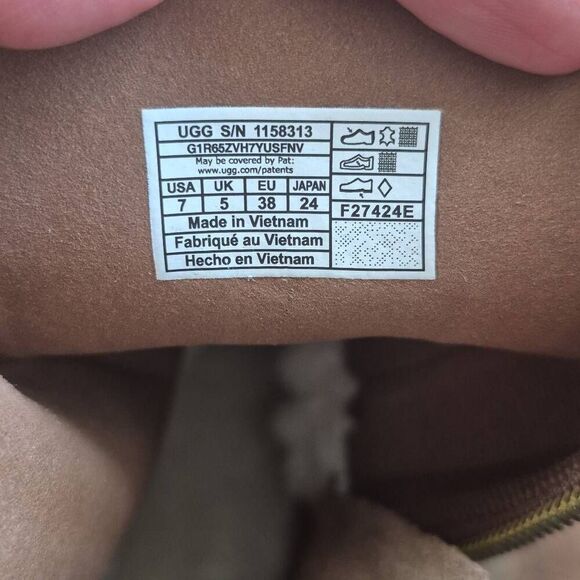 UGG S/N 1158313
G1R65ZVH7YUSFNV
May be covered by Pat:
www.ugg.com/patents
USA UK EU JAPAN
7 5 38 24
F27424E
Made in Vietnam
Fabriqué au Vietnam
Hecho en Vietnam